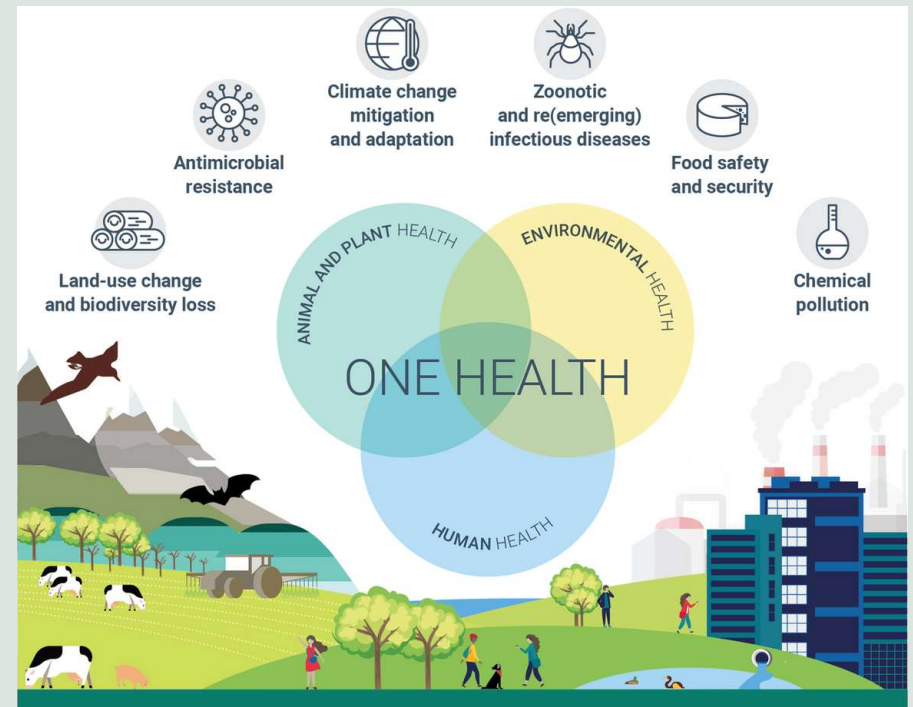 Climate change
mitigation
and adaptation
Zoonotic
and re(emerging)
infectious diseases
Antimicrobial
resistance
Food safety
and security
Land-use change
and biodiversity loss
Chemical
pollution
ANIMAL AND PLANT HEALTH
ENVIRONMENTAL HEALTH
ONE HEALTH
HUMAN HEALTH